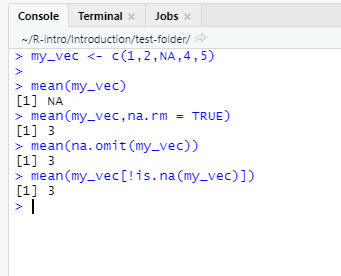 Console Terminal × Jobs ×
~/R-intro/Introduction/test-folder/
> my_vec <- c(1,2,NA,4,5)
>
> mean(my_vec)
[1] NA
> mean(my_vec,na.rm = TRUE)
[1] 3
> mean(na.omit(my_vec))
[1] 3
> mean(my_vec[!is.na(my_vec)])
[1] 3
>